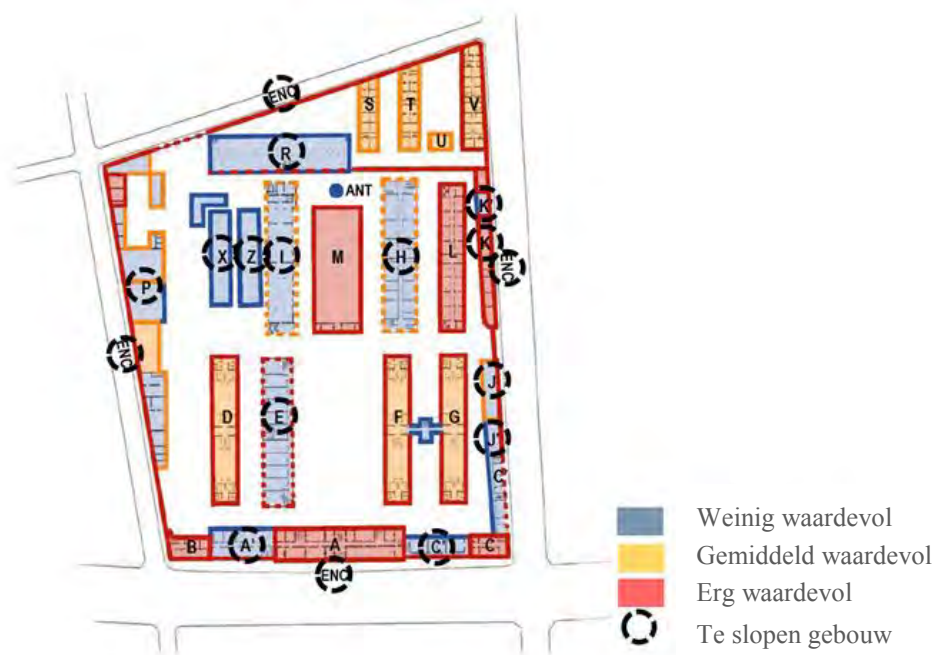 ENC
S
T
V
U
R
ANT
K'
K
ENC
X
Z
I
M
H
L
P
ENC
J
D
E
F
G
J'
C'
B
A'
A
C'
C
ENC
Weinig waardevol
Gemiddeld waardevol
Erg waardevol
Te slopen gebouw